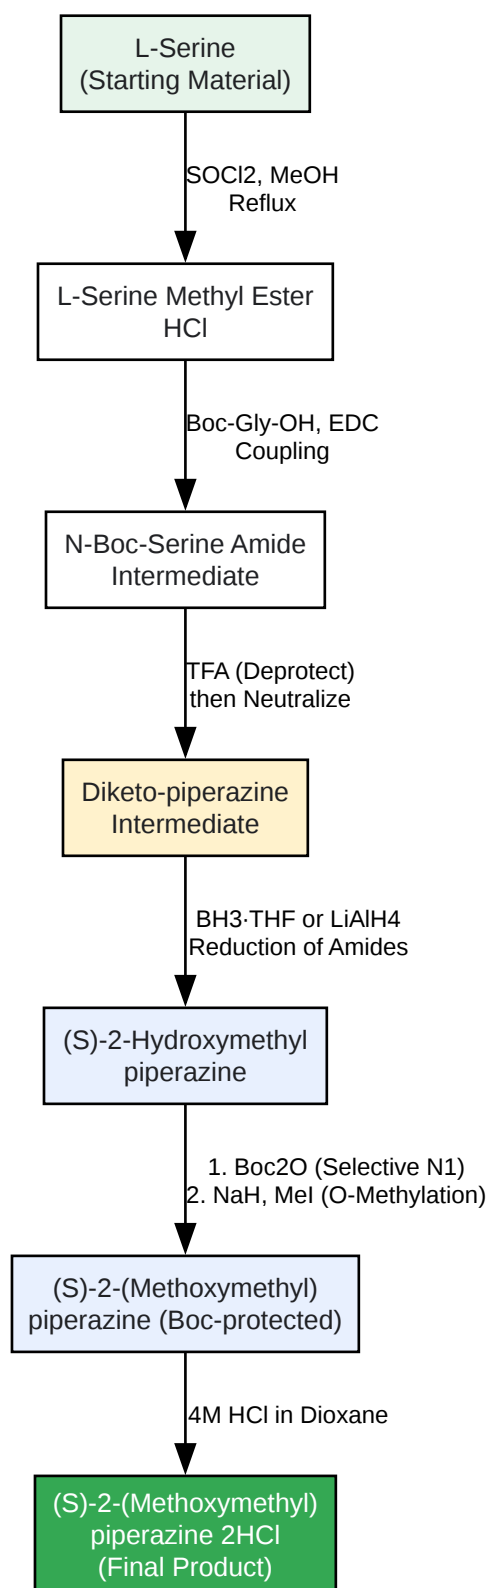 L-Serine
(Starting Material)
SOCl2, MeOH
Reflux
L-Serine Methyl Ester
HCl
Boc-Gly-OH, EDC
Coupling
N-Boc-Serine Amide
Intermediate
TFA (Deprotect)
then Neutralize
Diketo-piperazine
Intermediate
BH3·THF or LiAlH4
Reduction of Amides
(S)-2-Hydroxymethyl
piperazine
1. Boc2O (Selective N1)
2. NaH, MeI (O-Methylation)
(S)-2-(Methoxymethyl)
piperazine (Boc-protected)
4M HCl in Dioxane
(S)-2-(Methoxymethyl)
piperazine 2HCl
(Final Product)